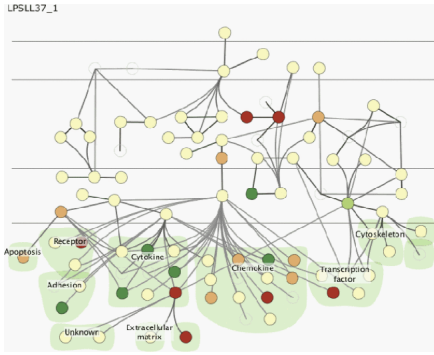 LPSLL37_1
Receptor
Cytokine
Cytoskeleton
Apoptosis
Chemokine
Transcription
factor
Adhesion
Unknown
Extracellular
matrix